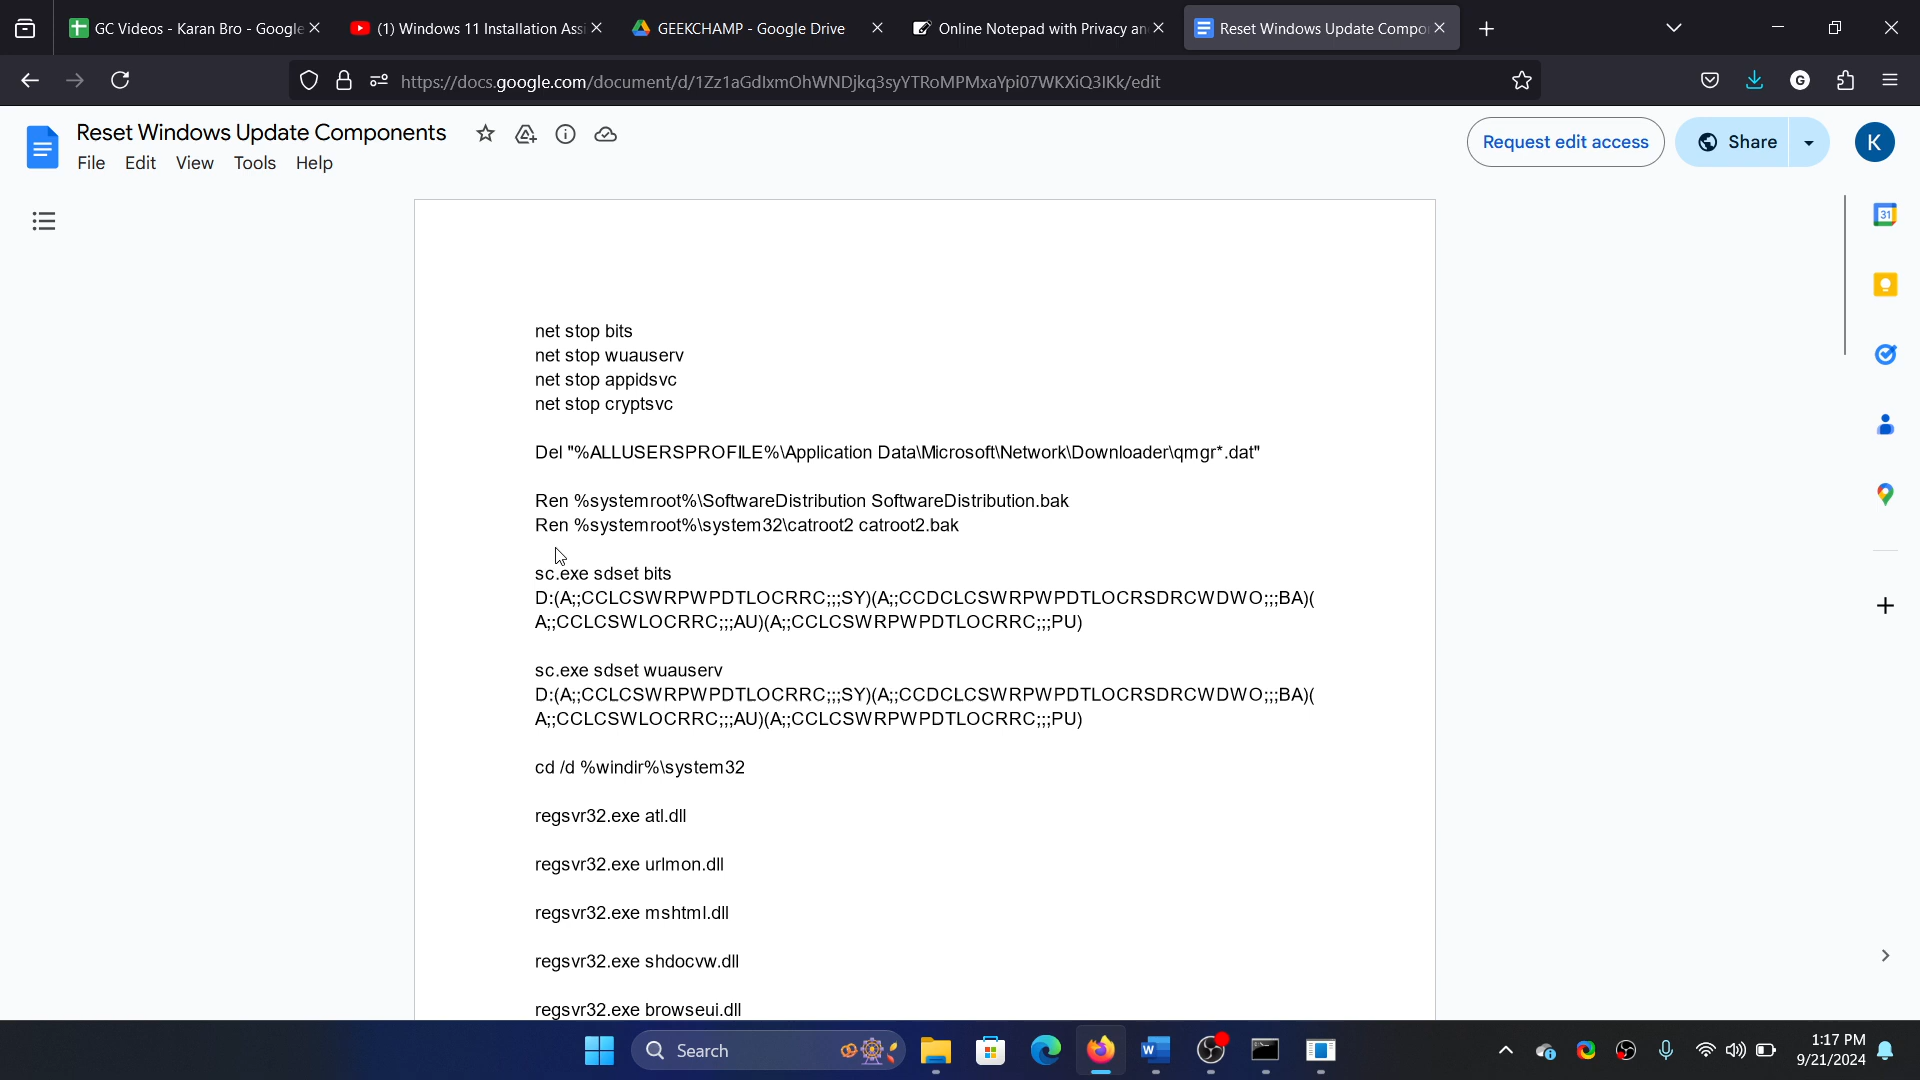 GC Videos - Karan Bro - Google
(1) Windows 11 Installation Assi
GEEKCHAMP - Google Drive
Online Notepad with Privacy an
Reset Windows Update Compo
https://docs.google.com/document/d/1Zz1aGdlxmOhWNDjkq3syYTRoMPMxaYpi07WKXiQ3lKk/edit
G
Reset Windows Update Components
File Edit View Tools Help
Request edit access
Share
K
31
net stop bits
net stop wuauserv
net stop appidsvc
net stop cryptsvc
Del "%ALLUSERSPROFILE%\Application Data\Microsoft\Network\Downloader\qmgr*.dat"
Ren %systemroot%\SoftwareDistribution SoftwareDistribution.bak
Ren %systemroot%\system32\catroot2 catroot2.bak
sc.exe sdset bits
D:(A;;CCLCSWRPWPDTLOCRRC;;;SY)(A;;CCDCLCSWRPWPDTLOCRSDRCWDWO;;;BA)(
A;;CCLCSWLOCRRC;;;AU)(A;;CCLCSWRPWPDTLOCRRC;;;PU)
sc.exe sdset wuauserv
D:(A;;CCLCSWRPWPDTLOCRRC;;;SY)(A;;CCDCLCSWRPWPDTLOCRSDRCWDWO;;;BA)(
A;;CCLCSWLOCRRC;;;AU)(A;;CCLCSWRPWPDTLOCRRC;;;PU)
cd /d %windir%\system32
regsvr32.exe atl.dll
regsvr32.exe urlmon.dll
regsvr32.exe mshtml.dll
regsvr32.exe shdocvw.dll
regsvr32.exe browseui.dll
Search
W
1:17 PM
9/21/2024